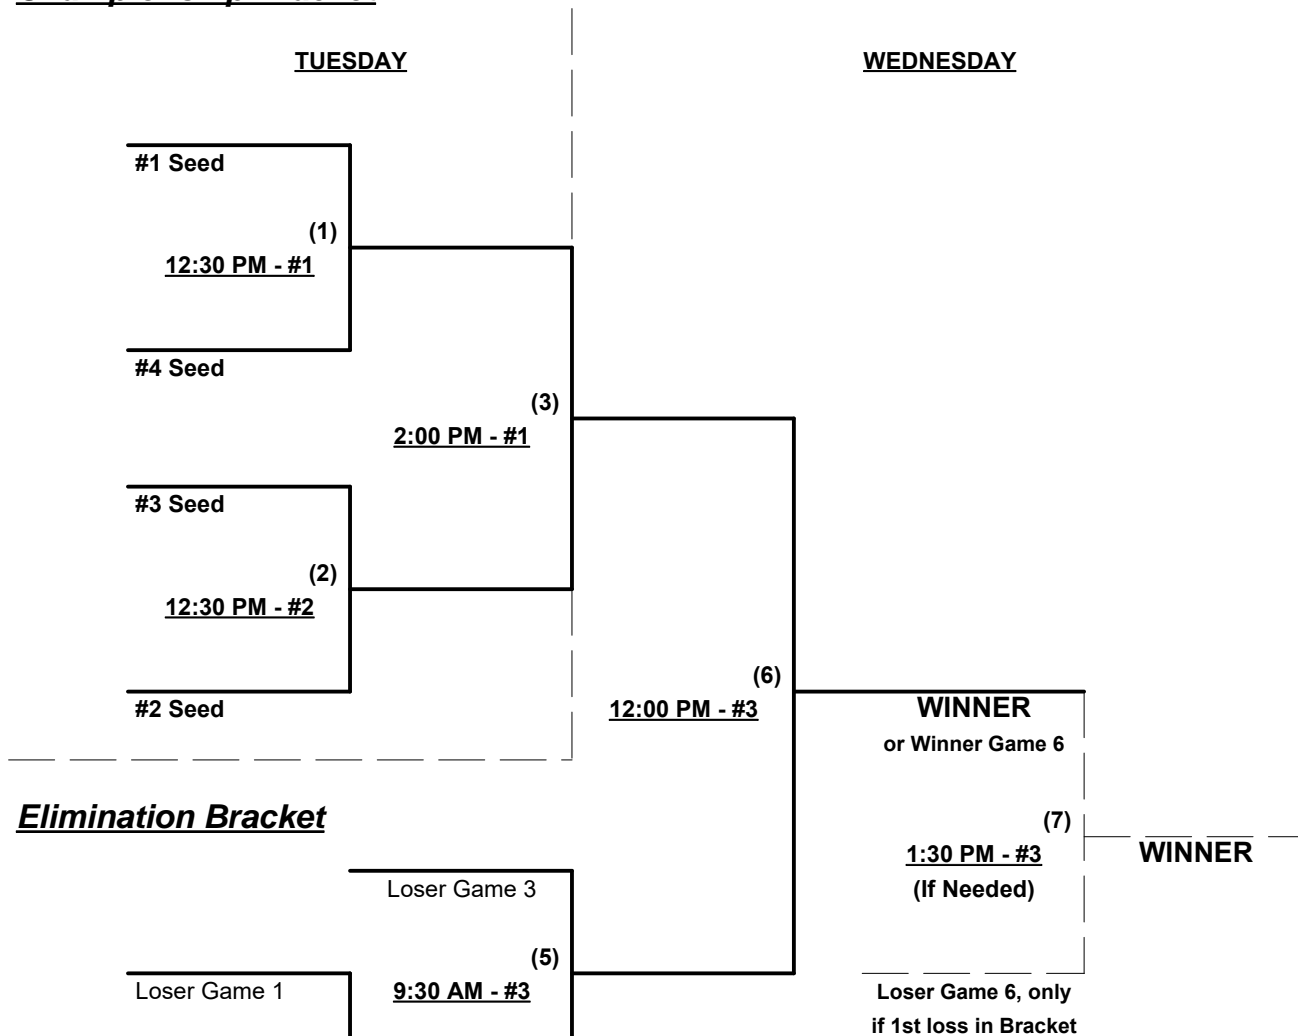 TUESDAY
WEDNESDAY
#1 Seed
(1)
12:30 PM - #1
#4 Seed
(3)
2:00 PM - #1
#3 Seed
(2)
12:30 PM - #2
#2 Seed
(6)
12:00 PM - #3
WINNER
or Winner Game 6
Elimination Bracket
(7)
1:30 PM - #3
WINNER
(If Needed)
Loser Game 3
(5)
9:30 AM - #3
Loser Game 1
Loser Game 6, only
if 1st loss in Bracket